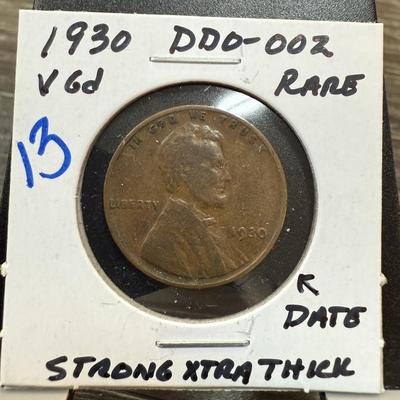 1930 DDO-002
VGd RARE
13
IN GOD WE TRUST
LIBERTY
1930
K
DATE
STRONG XTRA THICK